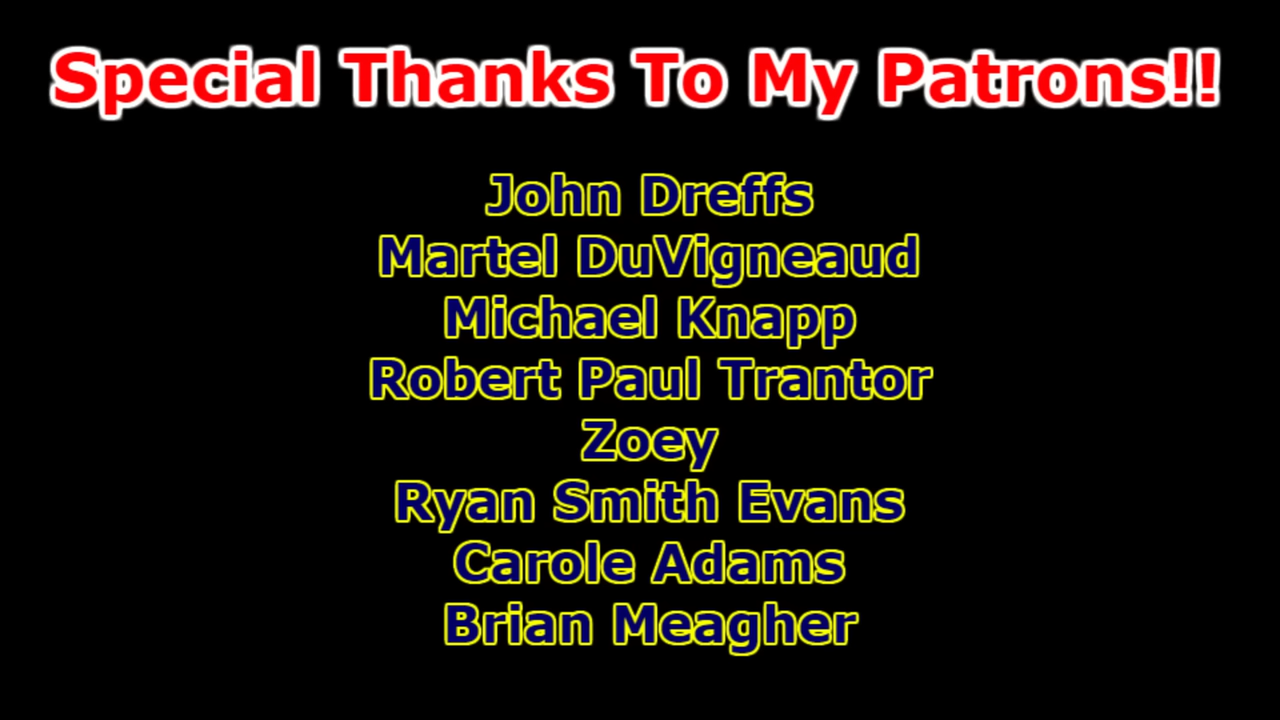 Special Thanks To My Patrons!!
John Dreffs
Martel DuVigneaud
Michael Knapp
Robert Paul Trantor
Zoey
Ryan Smith Evans
Carole Adams
Brian Meagher